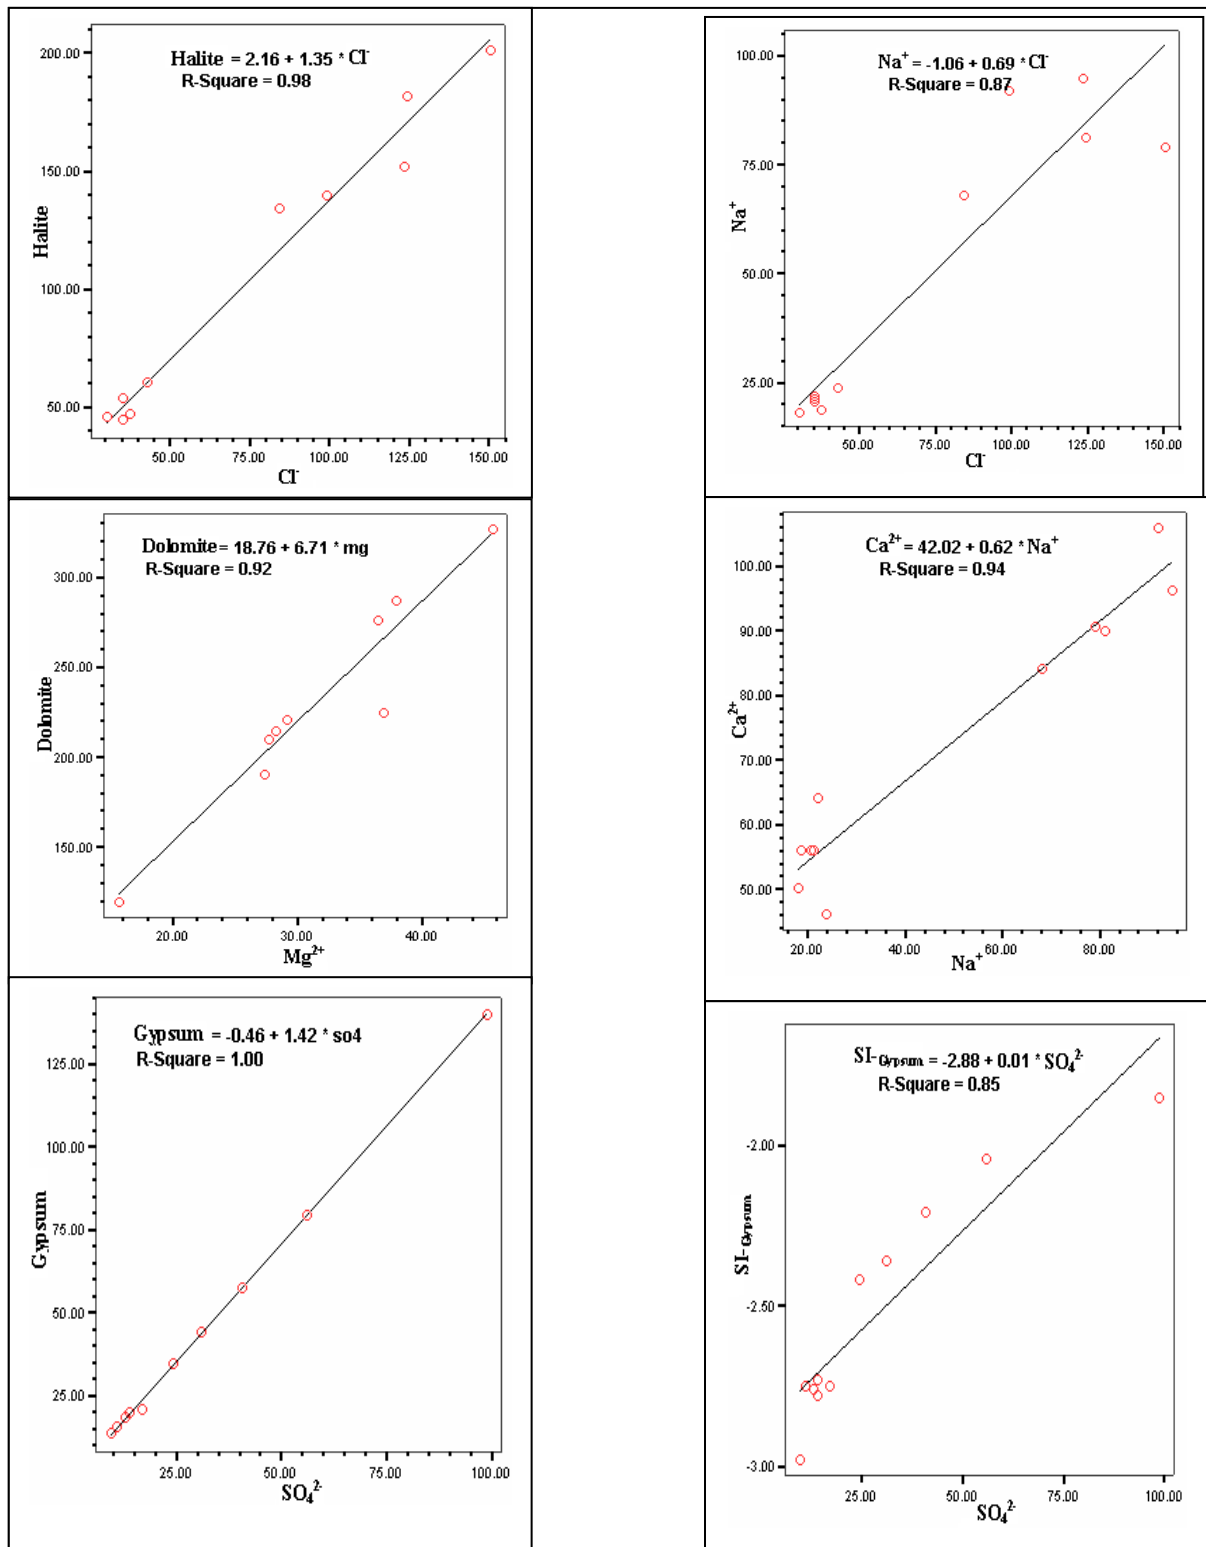 Halite = 2.16 + 1.35 * Cl-
R-Square = 0.98
200.00
150.00
100.00
50.00
Halite
50.00 75.00 100.00 125.00 150.00
Cl-
Na+ = -1.06 + 0.69 * Cl-
R-Square = 0.87
100.00
75.00
50.00
25.00
Na+
50.00 75.00 100.00 125.00 150.00
Cl-
Dolomite = 18.76 + 6.71 * mg
R-Square = 0.92
300.00
250.00
200.00
150.00
Dolomite
20.00 30.00 40.00
Mg2+
Ca2+ = 42.02 + 0.62 * Na+
R-Square = 0.94
100.00
90.00
80.00
70.00
60.00
50.00
Ca2+
20.00 40.00 60.00 80.00
Na+
Gypsum = -0.46 + 1.42 * so4
R-Square = 1.00
125.00
100.00
75.00
50.00
25.00
Gypsum
25.00 50.00 75.00 100.00
SO42-
SI-Gypsum = -2.88 + 0.01 * SO42-
R-Square = 0.85
-2.00
-2.50
-3.00
SI-Gypsum
25.00 50.00 75.00 100.00
SO42-